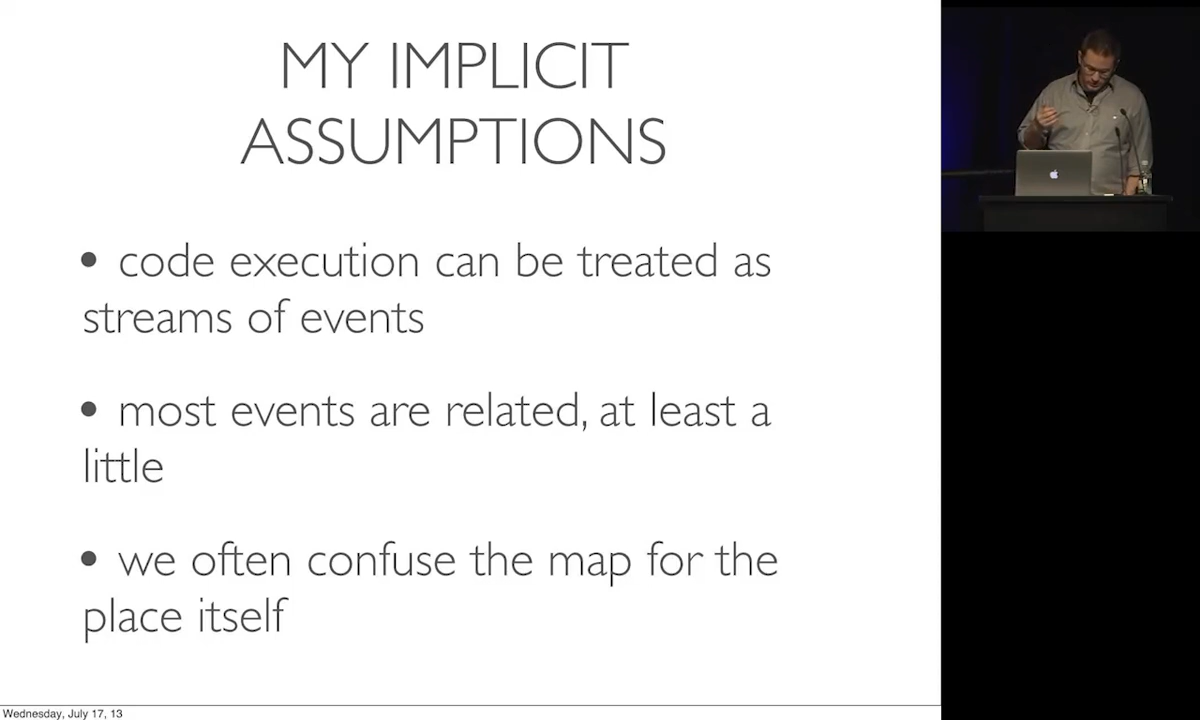 MY IMPLICIT
ASSUMPTIONS
• code execution can be treated as
streams of events
• most events are related, at least a
little
• we often confuse the map for the
place itself
Wednesday, July 17, 13